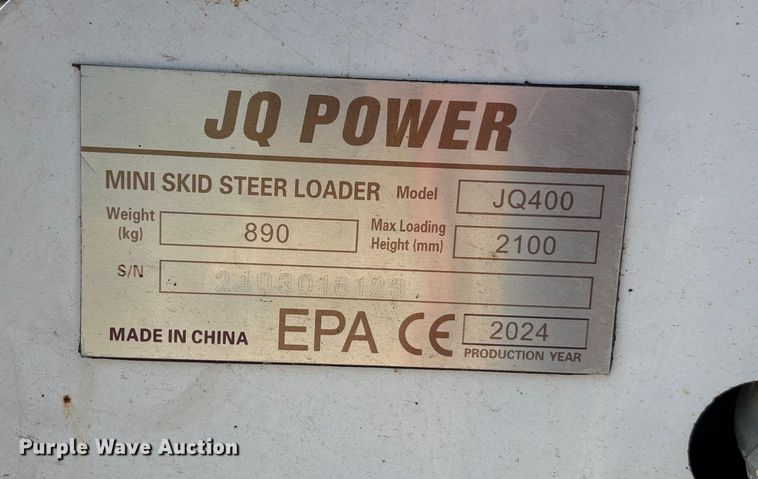 JQ POWER
MINI SKID STEER LOADER Model JQ400
Weight (kg) 890 Max Loading Height (mm) 2100
S/N 2403018123
MADE IN CHINA EPA CE 2024
PRODUCTION YEAR
Purple Wave Auction